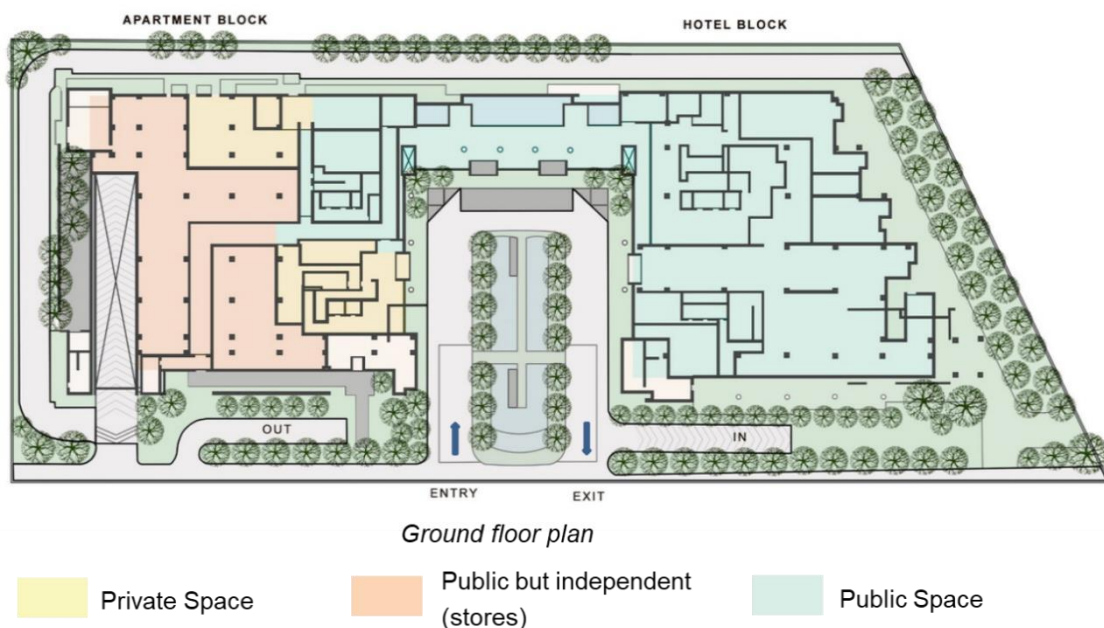 APARTMENT BLOCK
HOTEL BLOCK
OUT
IN
ENTRY
EXIT
Ground floor plan
Private Space
Public but independent
(stores)
Public Space